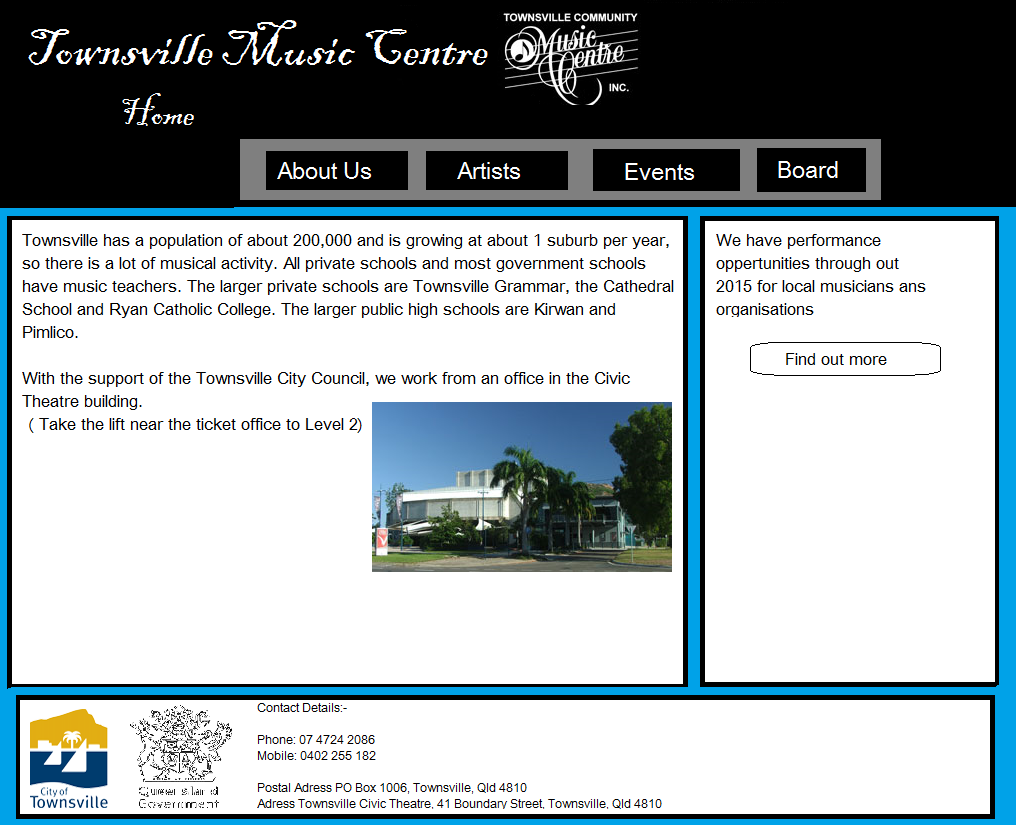 Townsville Music Centre
TOWNSVILLE COMMUNITY
Music
Centre
INC.
Home
About Us
Artists
Events
Board
Townsville has a population of about 200,000 and is growing at about 1 suburb per year,
so there is a lot of musical activity. All private schools and most government schools
have music teachers. The larger private schools are Townsville Grammar, the Cathedral
School and Ryan Catholic College. The larger public high schools are Kirwan and
Pimlico.
With the support of the Townsville City Council, we work from an office in the Civic
Theatre building.
( Take the lift near the ticket office to Level 2)
We have performance
oppertunities through out
2015 for local musicians ans
organisations
Find out more
City of
Townsville
Queensland
Government
Contact Details:-
Phone: 07 4724 2086
Mobile: 0402 255 182
Postal Adress PO Box 1006, Townsville, Qld 4810
Adress Townsville Civic Theatre, 41 Boundary Street, Townsville, Qld 4810